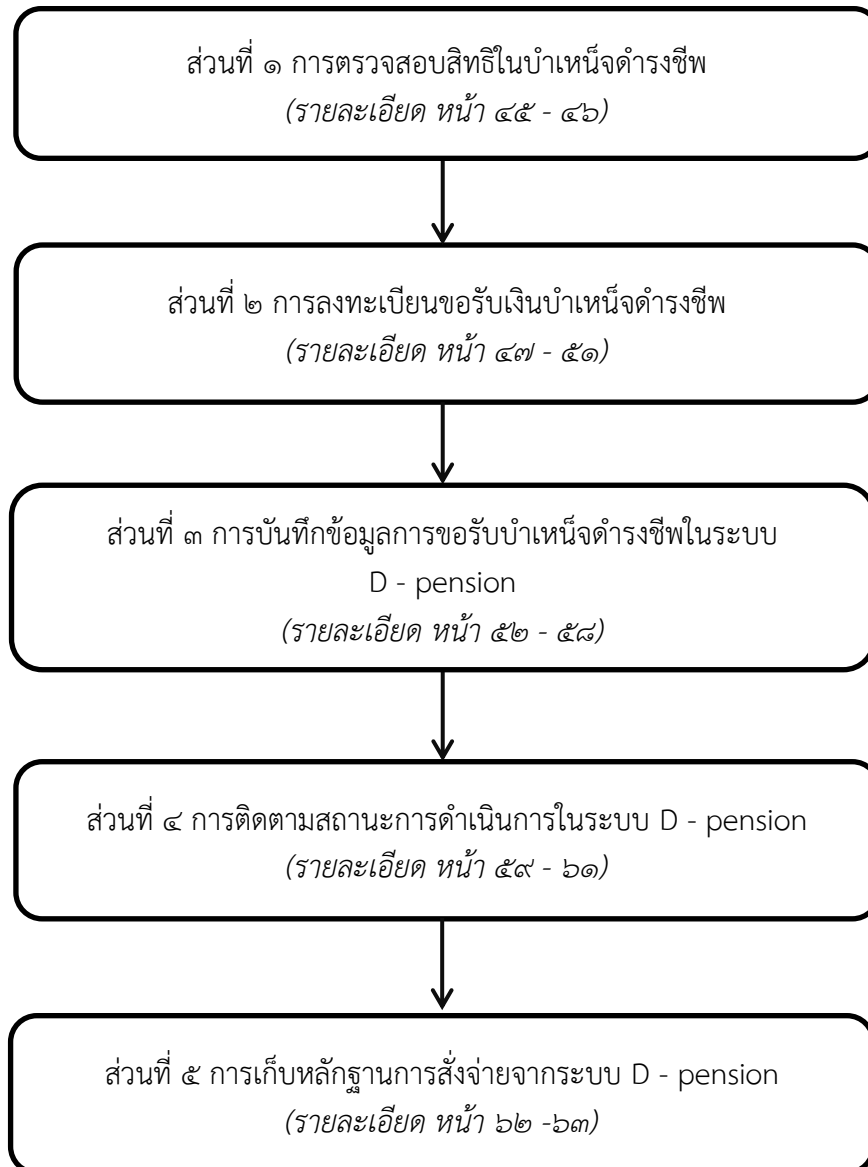 ส่วนที่ ๑ การตรวจสอบสิทธิในบำเหน็จดำรงชีพ
(รายละเอียด หน้า ๔๕ - ๔๖)
ส่วนที่ ๒ การลงทะเบียนขอรับเงินบำเหน็จดำรงชีพ
(รายละเอียด หน้า ๔๗ - ๕๑)
ส่วนที่ ๓ การบันทึกข้อมูลการขอรับบำเหน็จดำรงชีพในระบบ
D - pension
(รายละเอียด หน้า ๕๒ - ๕๘)
ส่วนที่ ๔ การติดตามสถานะการดำเนินการในระบบ D - pension
(รายละเอียด หน้า ๕๙ - ๖๑)
ส่วนที่ ๕ การเก็บหลักฐานการสั่งจ่ายจากระบบ D - pension
(รายละเอียด หน้า ๖๒ -๖๓)